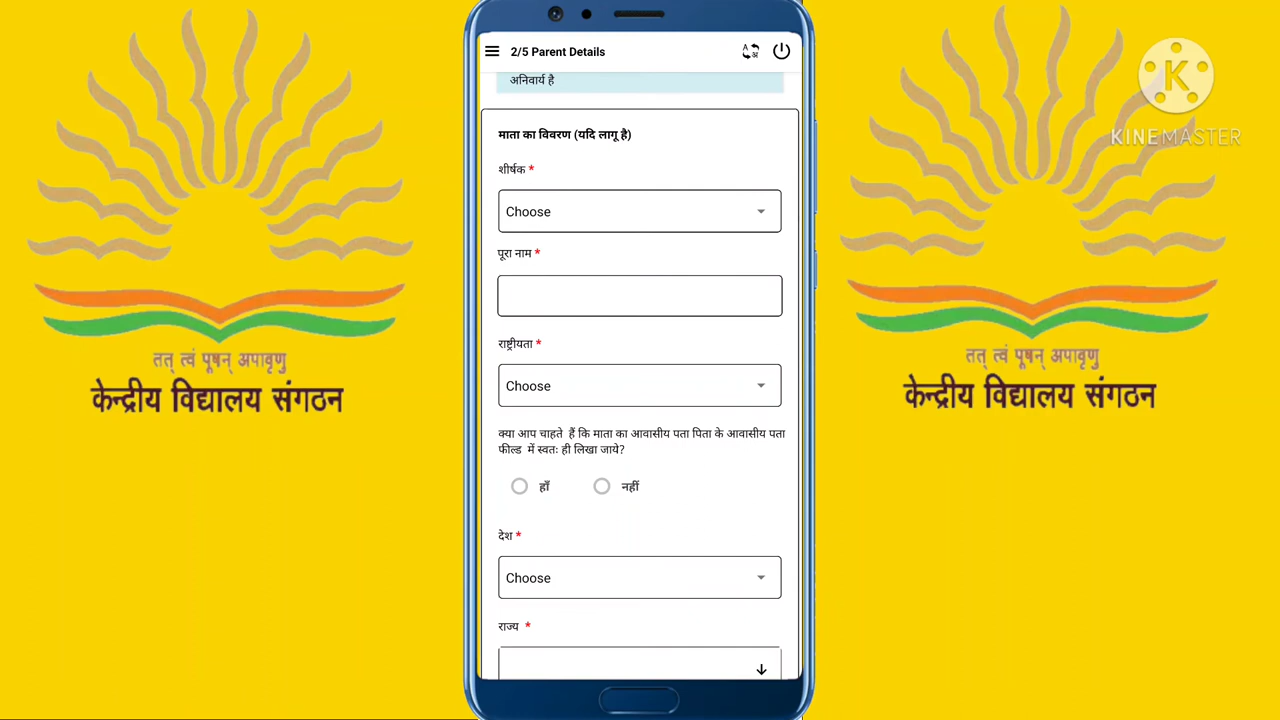 2/5 Parent Details
अनिवार्य है
माता का विवरण (यदि लागू है)
शीर्षक *
Choose
पूरा नाम *
राष्ट्रीयता *
Choose
क्या आप चाहते हैं कि माता का आवासीय पता पिता के आवासीय पता
फील्ड में स्वतः ही लिखा जाये?
हाँ नहीं
देश *
Choose
राज्य *
तत् त्वं पूषन् अपावृणु
केन्द्रीय विद्यालय संगठन
K
KINEMASTER
तत् त्वं पूषन् अपावृणु
केन्द्रीय विद्यालय संगठन